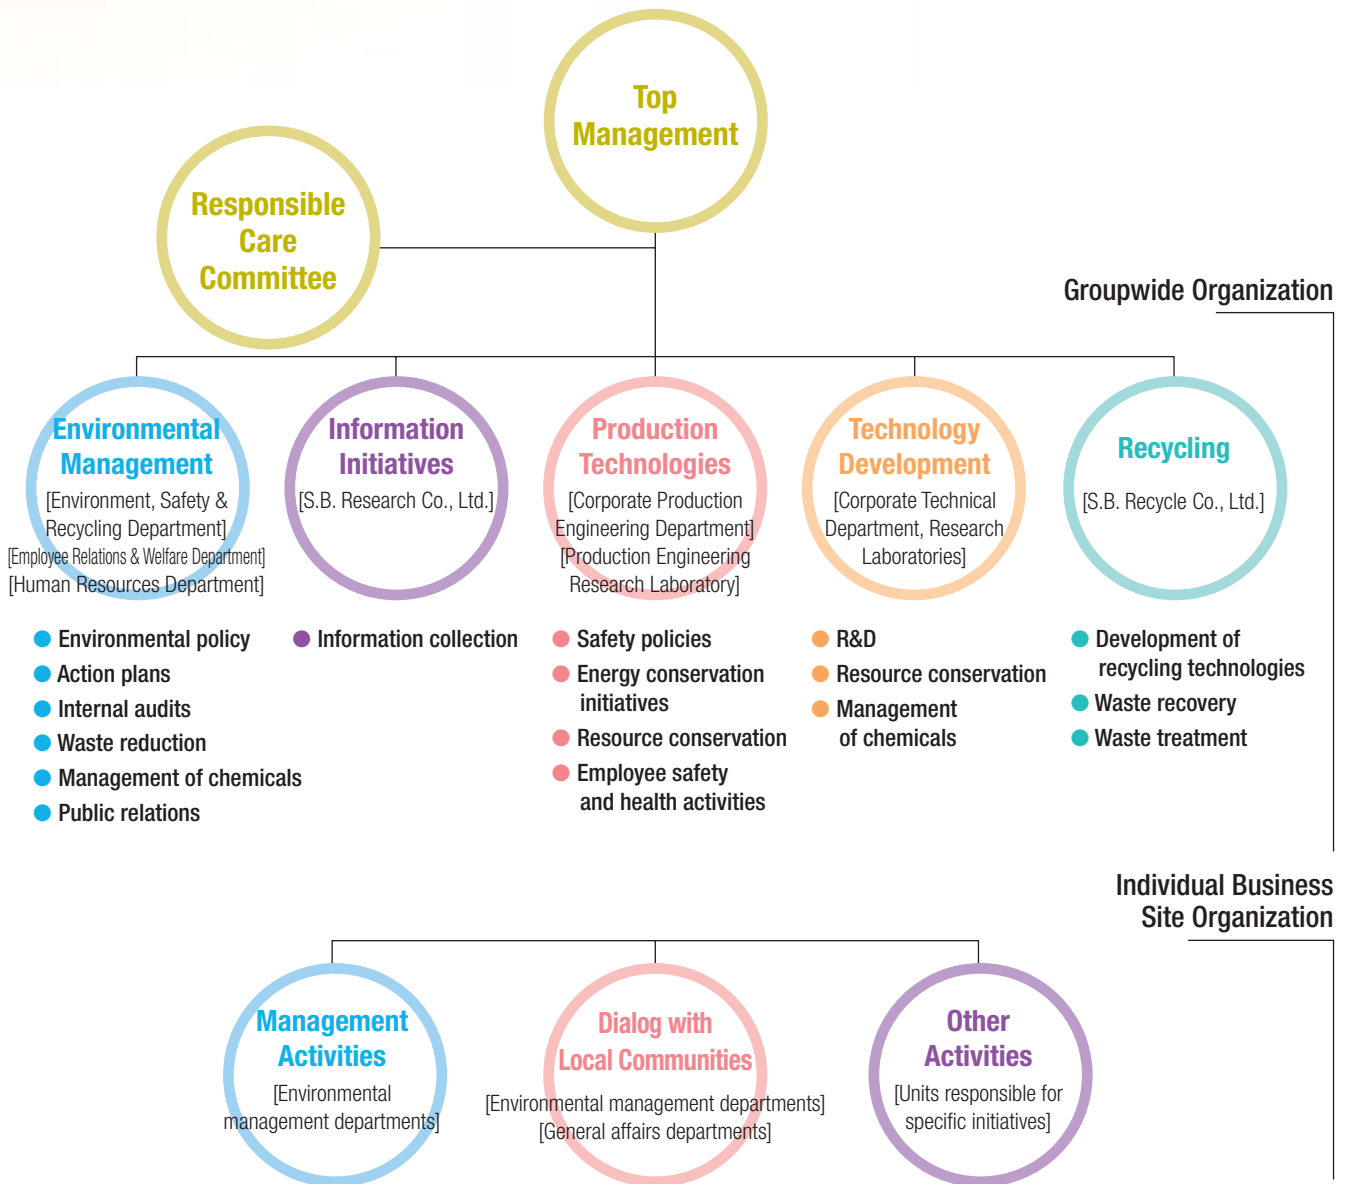 Top
Management
Responsible
Care
Committee
Groupwide Organization
Environmental
Management
[Environment, Safety &
Recycling Department]
[Employee Relations & Welfare Department]
[Human Resources Department]
Environmental policy
Action plans
Internal audits
Waste reduction
Management of chemicals
Public relations
Information
Initiatives
[S.B. Research Co., Ltd.]
Information collection
Production
Technologies
[Corporate Production
Engineering Department]
[Production Engineering
Research Laboratory]
Safety policies
Energy conservation
initiatives
Resource conservation
Employee safety
and health activities
Technology
Development
[Corporate Technical
Department, Research
Laboratories]
R&D
Resource conservation
Management
of chemicals
Recycling
[S.B. Recycle Co., Ltd.]
Development of
recycling technologies
Waste recovery
Waste treatment
Individual Business
Site Organization
Management
Activities
[Environmental
management departments]
Dialog with
Local Communities
[Environmental management departments]
[General affairs departments]
Other
Activities
[Units responsible for
specific initiatives]